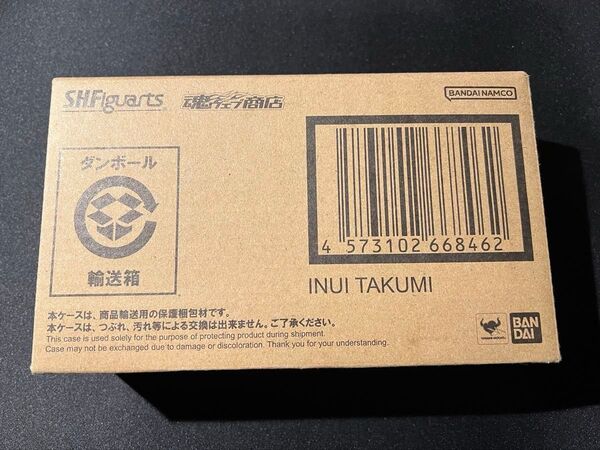 S.H.Figuarts 魂ウェブ商店
BANDAI NAMCO
ダンボール
輸送箱
4 573102 668462
INUI TAKUMI
本ケースは、商品輸送用の保護梱包材です。
本ケースは、つぶれ、汚れ等による交換は出来ません。ご了承ください。
This case is used solely for the purpose of protecting product during shipment.
Case may not be exchanged due to damage or discoloration. Thank you for your understanding.
BAN
DAI